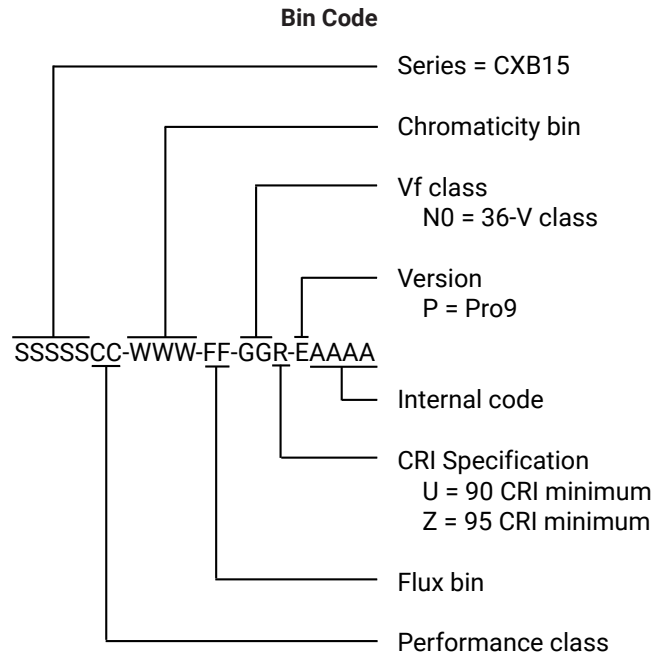 Bin Code
Series = CXB15
Chromaticity bin
Vf class
N0 = 36-V class
Version
P = Pro9
SSSSSCC-WWW-FF-GGR-EAAAA
Internal code
CRI Specification
U = 90 CRI minimum
Z = 95 CRI minimum
Flux bin
Performance class